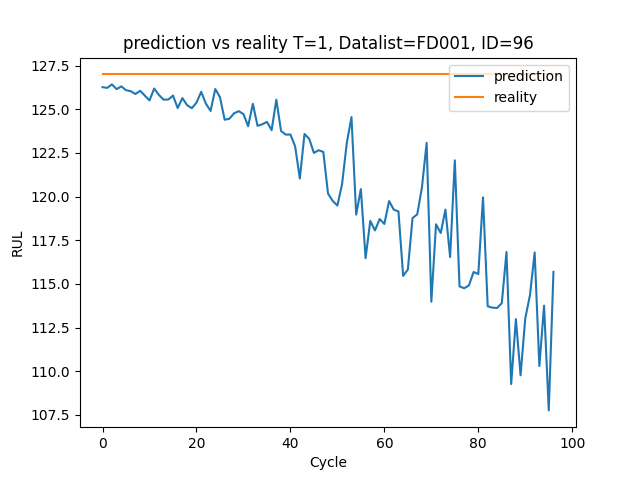 prediction vs reality T=1, Datalist=FD001, ID=96
127.5
125.0
122.5
120.0
117.5
115.0
112.5
110.0
107.5
RUL
prediction
reality
0 20 40 60 80 100
Cycle